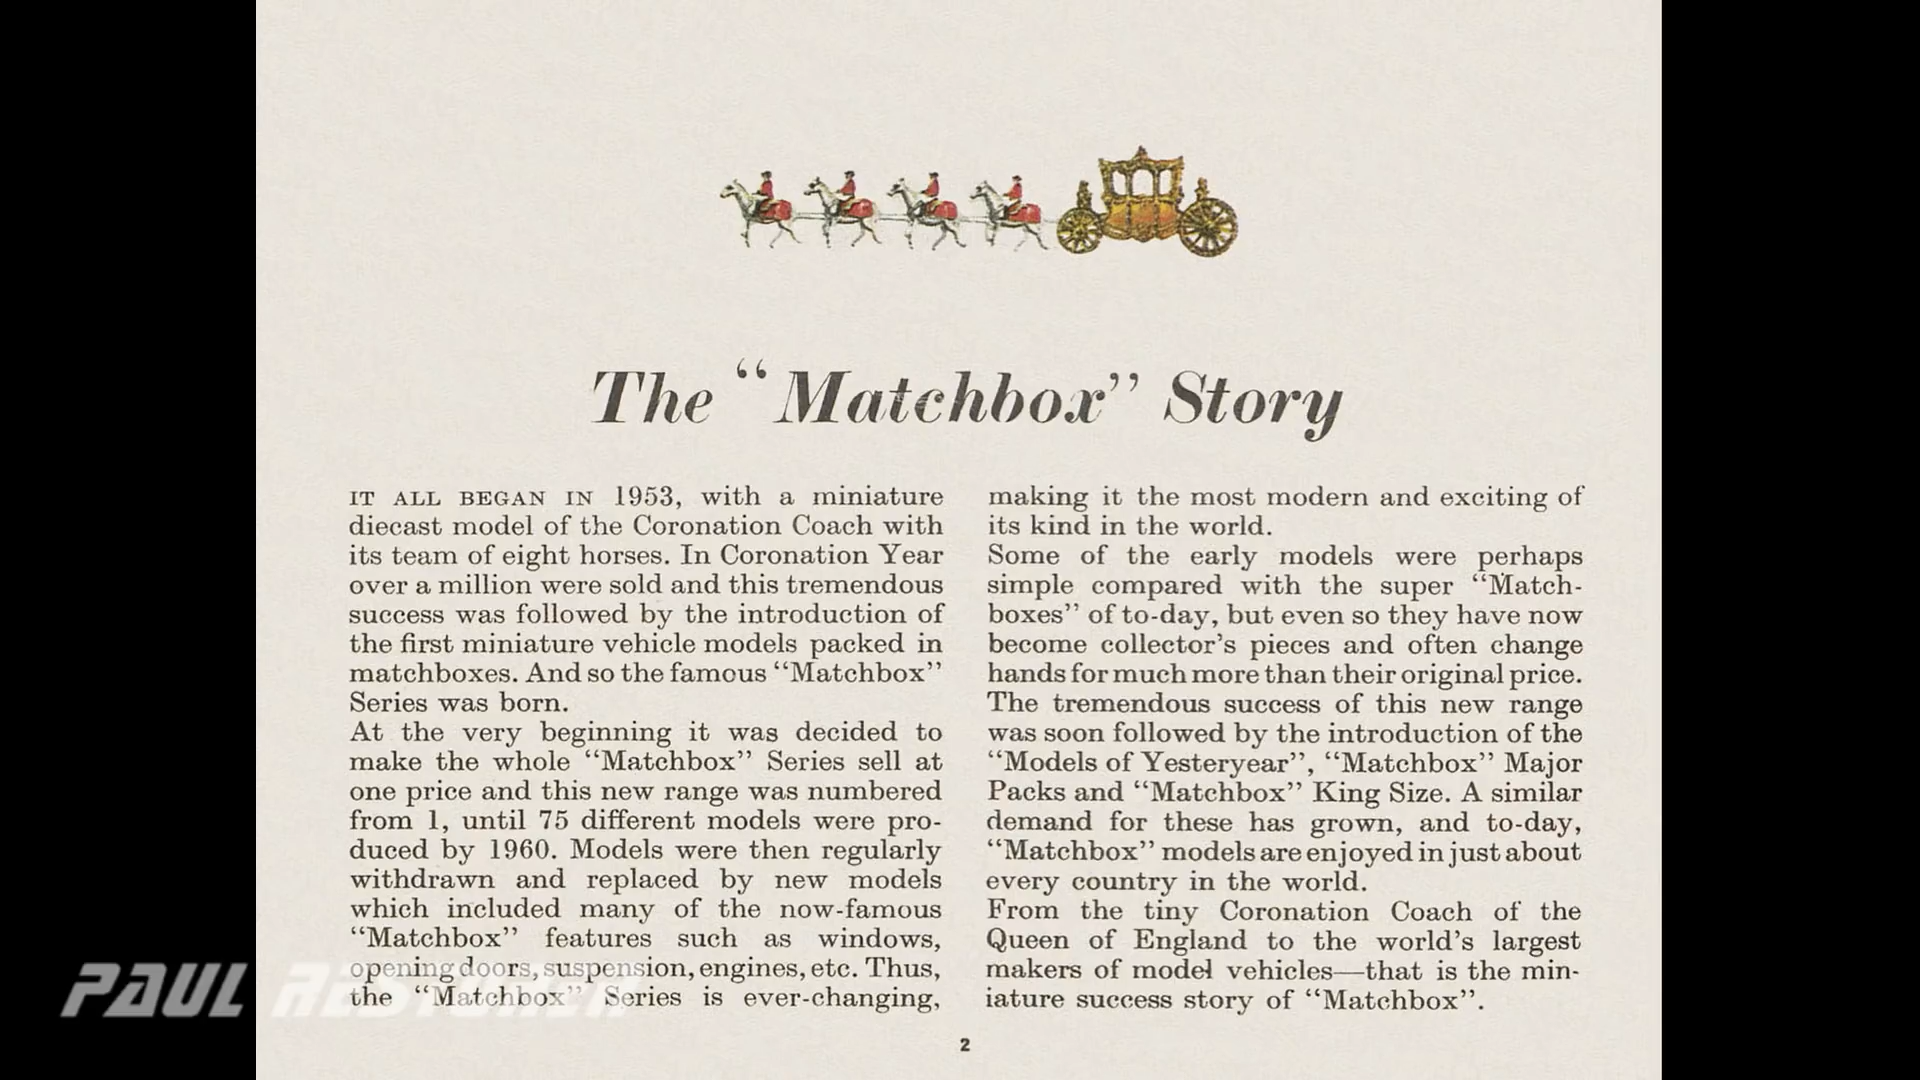 The “Matchbox” Story
IT ALL BEGAN IN 1953, with a miniature
diecast model of the Coronation Coach with
its team of eight horses. In Coronation Year
over a million were sold and this tremendous
success was followed by the introduction of
the first miniature vehicle models packed in
matchboxes. And so the famous “Matchbox”
Series was born.
At the very beginning it was decided to
make the whole “Matchbox” Series sell at
one price and this new range was numbered
from 1, until 75 different models were pro-
duced by 1960. Models were then regularly
withdrawn and replaced by new models
which included many of the now-famous
“Matchbox” features such as windows,
opening doors, suspension, engines, etc. Thus,
the “Matchbox” Series is ever-changing,
making it the most modern and exciting of
its kind in the world.
Some of the early models were perhaps
simple compared with the super “Match-
boxes” of to-day, but even so they have now
become collector’s pieces and often change
hands for much more than their original price.
The tremendous success of this new range
was soon followed by the introduction of the
“Models of Yesteryear”, “Matchbox” Major
Packs and “Matchbox” King Size. A similar
demand for these has grown, and to-day,
“Matchbox” models are enjoyed in just about
every country in the world.
From the tiny Coronation Coach of the
Queen of England to the world’s largest
makers of model vehicles—that is the min-
iature success story of “Matchbox”.
2
PAUL RESTORER